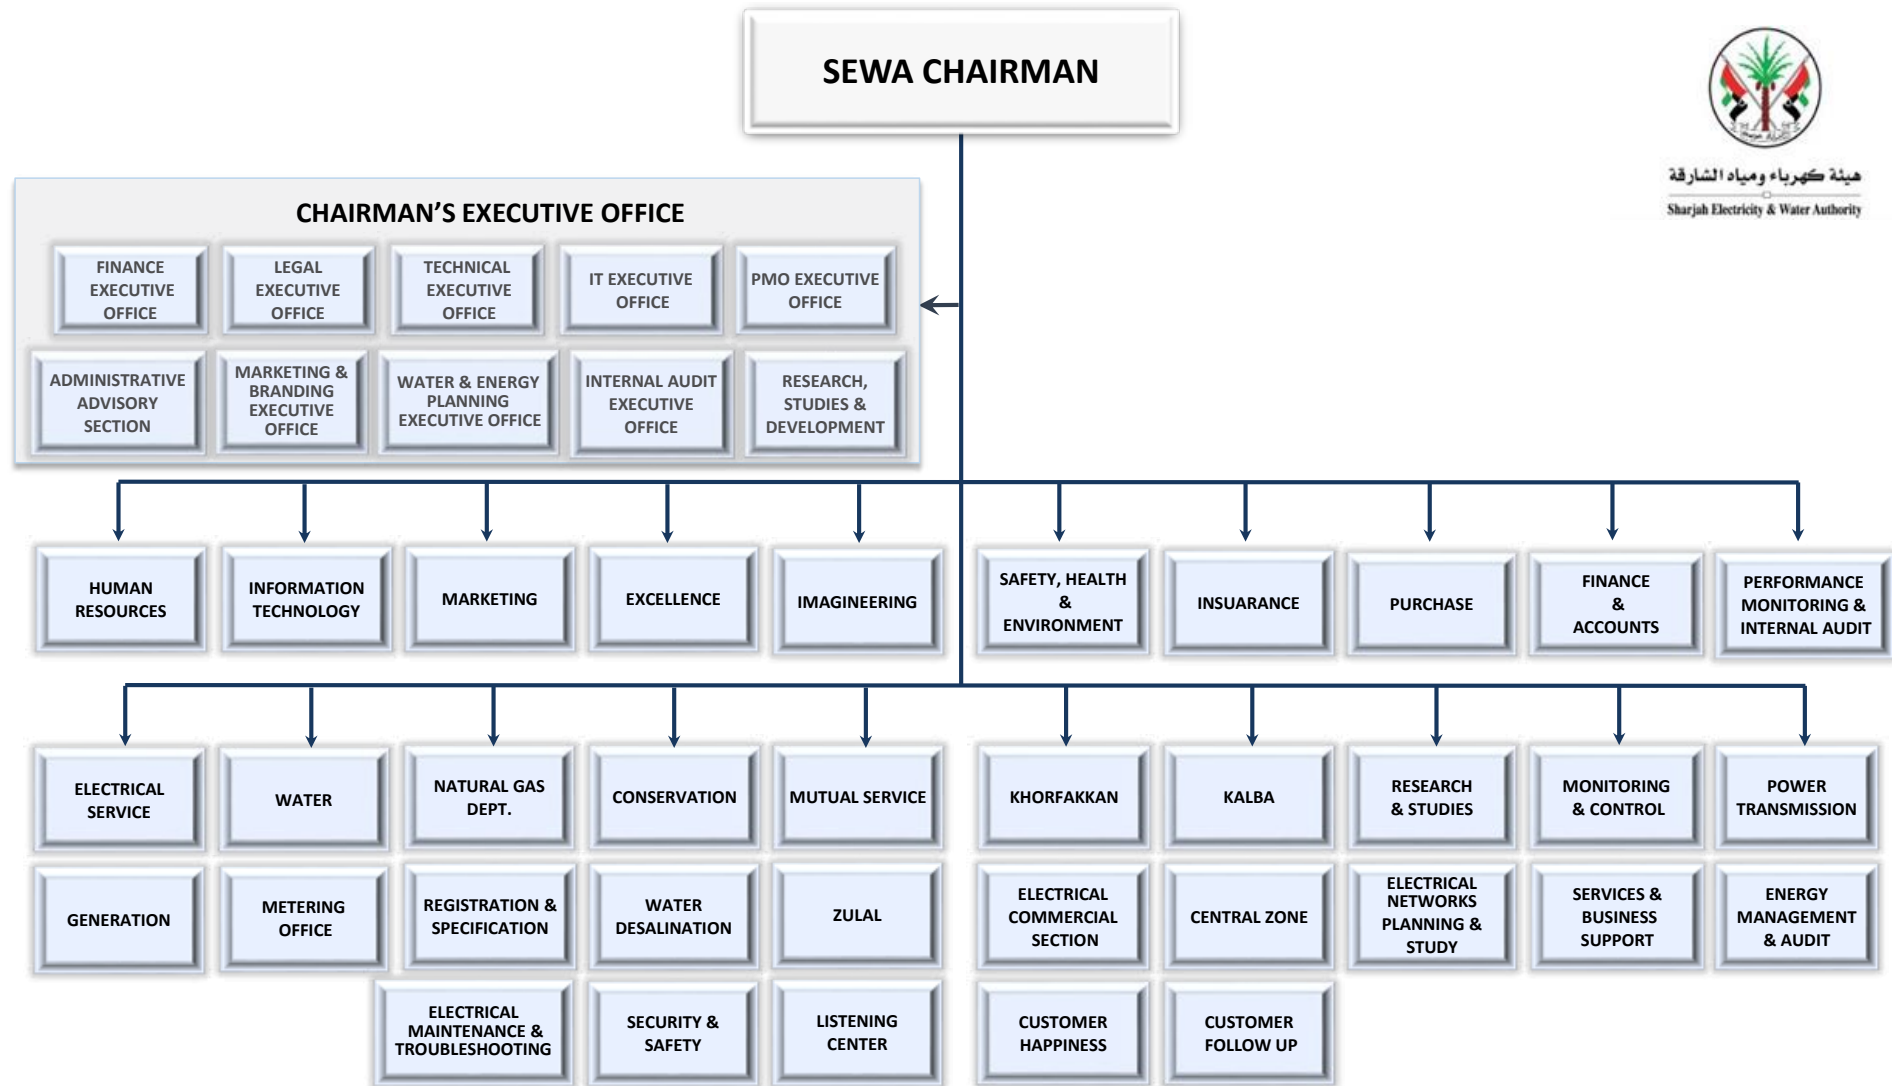 SEWA CHAIRMAN
هيئة كهرباء ومياه الشارقة
Sharjah Electricity & Water Authority
CHAIRMAN’S EXECUTIVE OFFICE
FINANCE
EXECUTIVE
OFFICE
LEGAL
EXECUTIVE
OFFICE
TECHNICAL
EXECUTIVE
OFFICE
IT EXECUTIVE
OFFICE
PMO EXECUTIVE
OFFICE
ADMINISTRATIVE
ADVISORY
SECTION
MARKETING &
BRANDING
EXECUTIVE
OFFICE
WATER & ENERGY
PLANNING
EXECUTIVE OFFICE
INTERNAL AUDIT
EXECUTIVE
OFFICE
RESEARCH,
STUDIES &
DEVELOPMENT
HUMAN
RESOURCES
INFORMATION
TECHNOLOGY
MARKETING
EXCELLENCE
IMAGINEERING
SAFETY, HEALTH
&
ENVIRONMENT
INSUARANCE
PURCHASE
FINANCE
&
ACCOUNTS
PERFORMANCE
MONITORING &
INTERNAL AUDIT
ELECTRICAL
SERVICE
WATER
NATURAL GAS
DEPT.
CONSERVATION
MUTUAL SERVICE
KHORFAKKAN
KALBA
RESEARCH
& STUDIES
MONITORING
& CONTROL
POWER
TRANSMISSION
GENERATION
METERING
OFFICE
REGISTRATION &
SPECIFICATION
WATER
DESALINATION
ZULAL
ELECTRICAL
COMMERCIAL
SECTION
CENTRAL ZONE
ELECTRICAL
NETWORKS
PLANNING &
STUDY
SERVICES &
BUSINESS
SUPPORT
ENERGY
MANAGEMENT
& AUDIT
ELECTRICAL
MAINTENANCE &
TROUBLESHOOTING
SECURITY &
SAFETY
LISTENING
CENTER
CUSTOMER
HAPPINESS
CUSTOMER
FOLLOW UP